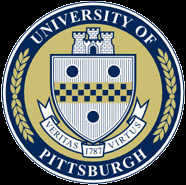 UNIVERSITY OF
PITTSBURGH
VERITAS 1787 VIRTUS